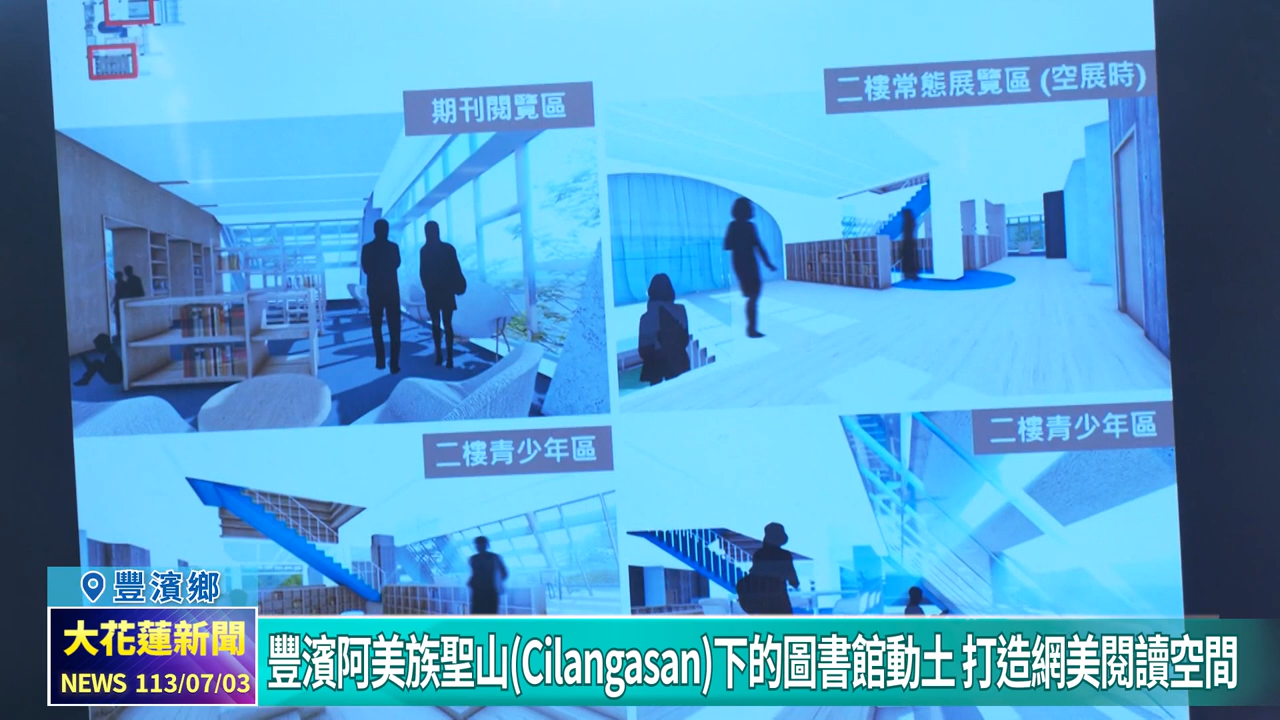 期刊閱覽區
二樓常態展覽區 (空展時)
二樓青少年區
二樓青少年區
豐濱鄉
大花蓮新聞
NEWS 113/07/03
豐濱阿美族聖山(Cilangasan)下的圖書館動土 打造網美閱讀空間